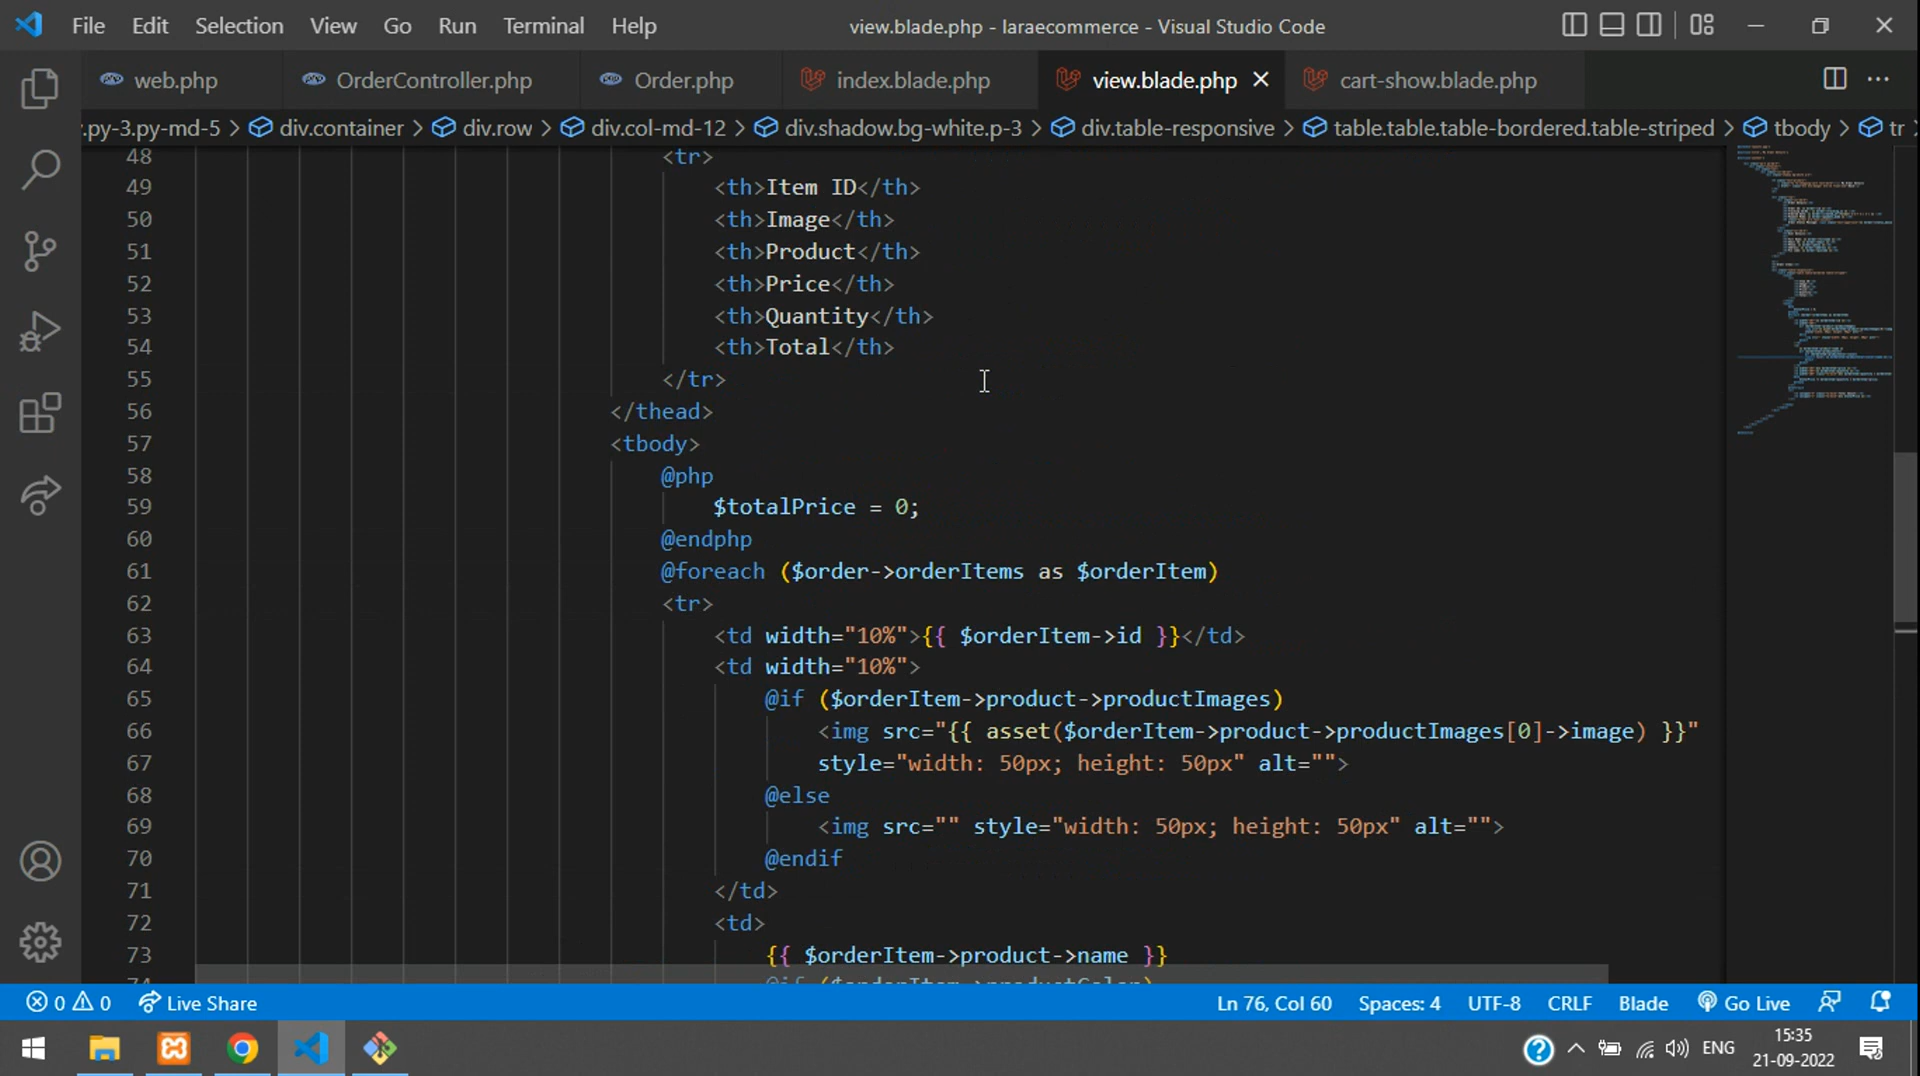 File Edit Selection View Go Run Terminal Help view.blade.php - laraecommerce - Visual Studio Code
web.php OrderController.php Order.php index.blade.php view.blade.php cart-show.blade.php
.py-3.py-md-5 > div.container > div.row > div.col-md-12 > div.shadow.bg-white.p-3 > div.table-responsive > table.table.table-bordered.table-striped > tbody > tr >
48 <tr>
49 <th>Item ID</th>
50 <th>Image</th>
51 <th>Product</th>
52 <th>Price</th>
53 <th>Quantity</th>
54 <th>Total</th>
55 </tr>
56 </thead>
57 <tbody>
58 @php
59 $totalPrice = 0;
60 @endphp
61 @foreach ($order->orderItems as $orderItem)
62 <tr>
63 <td width="10%">{{ $orderItem->id }}</td>
64 <td width="10%">
65 @if ($orderItem->product->productImages)
66 <img src="{{ asset($orderItem->product->productImages[0]->image) }}"
67 style="width: 50px; height: 50px" alt="">
68 @else
69 <img src="" style="width: 50px; height: 50px" alt="">
70 @endif
71 </td>
72 <td>
73 {{ $orderItem->product->name }}
74 @if ($orderItem->productColor)
0 0 Live Share Ln 76, Col 60 Spaces: 4 UTF-8 CRLF Blade Go Live
ENG 15:35
21-09-2022